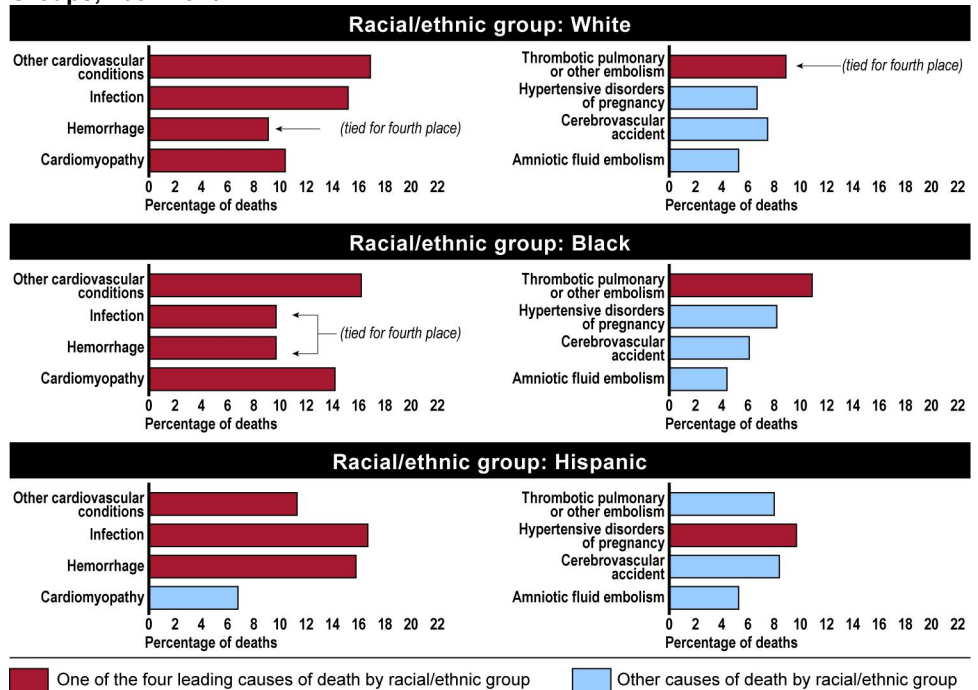 Racial/ethnic group: White
Other cardiovascular
conditions
Infection
Hemorrhage
(tied for fourth place)
Cardiomyopathy
0 2 4 6 8 10 12 14 16 18 20 22
Percentage of deaths
Thrombotic pulmonary
or other embolism
(tied for fourth place)
Hypertensive disorders
of pregnancy
Cerebrovascular
accident
Amniotic fluid embolism
0 2 4 6 8 10 12 14 16 18 20 22
Percentage of deaths
Racial/ethnic group: Black
Other cardiovascular
conditions
Infection
(tied for fourth place)
Hemorrhage
Cardiomyopathy
0 2 4 6 8 10 12 14 16 18 20 22
Percentage of deaths
Thrombotic pulmonary
or other embolism
Hypertensive disorders
of pregnancy
Cerebrovascular
accident
Amniotic fluid embolism
0 2 4 6 8 10 12 14 16 18 20 22
Percentage of deaths
Racial/ethnic group: Hispanic
Other cardiovascular
conditions
Infection
Hemorrhage
Cardiomyopathy
0 2 4 6 8 10 12 14 16 18 20 22
Percentage of deaths
Thrombotic pulmonary
or other embolism
Hypertensive disorders
of pregnancy
Cerebrovascular
accident
Amniotic fluid embolism
0 2 4 6 8 10 12 14 16 18 20 22
Percentage of deaths
One of the four leading causes of death by racial/ethnic group
Other causes of death by racial/ethnic group